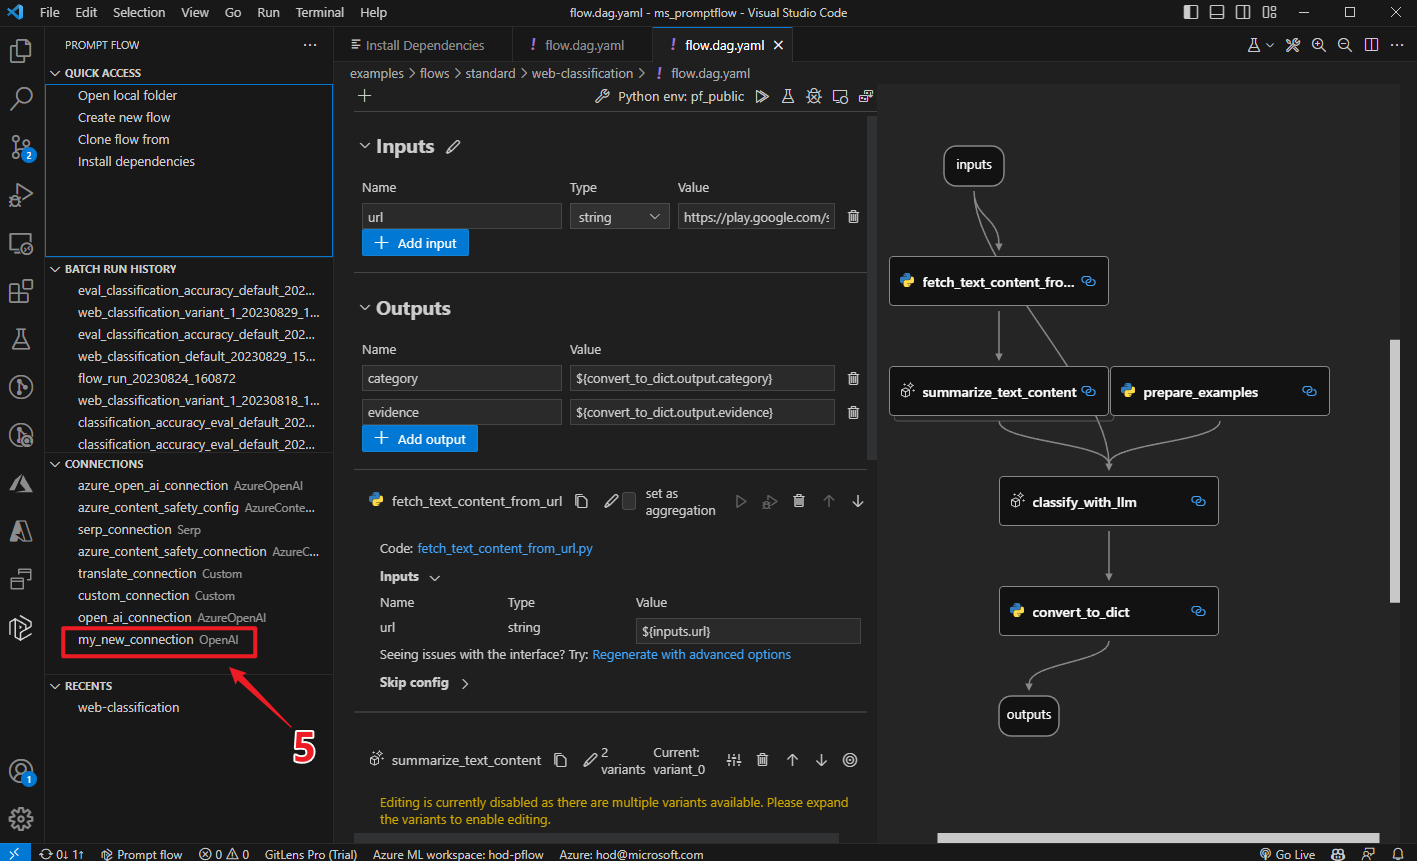 File Edit Selection View Go Run Terminal Help
flow.dag.yaml - ms_promptflow - Visual Studio Code
PROMPT FLOW
QUICK ACCESS
Open local folder
Create new flow
Clone flow from
Install dependencies
BATCH RUN HISTORY
eval_classification_accuracy_default_202...
web_classification_variant_1_20230829_1...
eval_classification_accuracy_default_202...
web_classification_default_20230829_15...
flow_run_20230824_160872
web_classification_variant_1_20230818_1...
classification_accuracy_eval_default_202...
classification_accuracy_eval_default_202...
CONNECTIONS
azure_open_ai_connection AzureOpenAI
azure_content_safety_config AzureConte...
serp_connection Serp
azure_content_safety_connection AzureC...
translate_connection Custom
custom_connection Custom
open_ai_connection AzureOpenAI
my_new_connection OpenAI
RECENTS
web-classification
5
2
1
Install Dependencies
! flow.dag.yaml
! flow.dag.yaml
examples > flows > standard > web-classification > ! flow.dag.yaml
Python env: pf_public
Inputs
Name Type Value
url string https://play.google.com/s
Add input
Outputs
Name Value
category ${convert_to_dict.output.category}
evidence ${convert_to_dict.output.evidence}
Add output
fetch_text_content_from_url
set as
aggregation
Code: fetch_text_content_from_url.py
Inputs
Name Type Value
url string ${inputs.url}
Seeing issues with the interface? Try: Regenerate with advanced options
Skip config
summarize_text_content
2
variants
Current:
variant_0
Editing is currently disabled as there are multiple variants available. Please expand
the variants to enable editing.
inputs
fetch_text_content_fro...
summarize_text_content
prepare_examples
classify_with_llm
convert_to_dict
outputs
0↓ 1↑ Prompt flow 0 0 GitLens Pro (Trial) Azure ML workspace: hod-pflow Azure: hod@microsoft.com Go Live